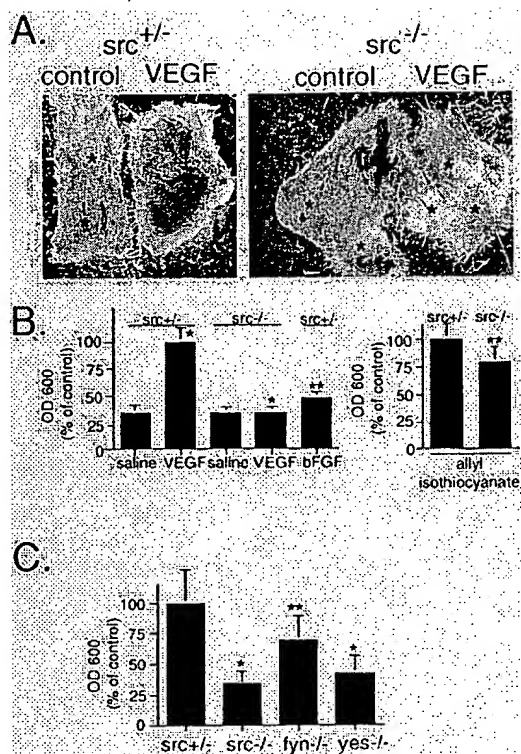 A.
src+/- src-/-
control VEGF control VEGF
B.
src+/- src-/- src+/-
OD 600
(% of control)
100
75
50
25
saline VEGF saline VEGF bFGF
* * **
src+/- src-/-
OD 600
(% of control)
100
75
50
25
**
allyl
isothiocyanate
C.
OD 600
(% of control)
100
75
50
25
0
* ** *
src+/- src-/- fyn-/- yes-/-